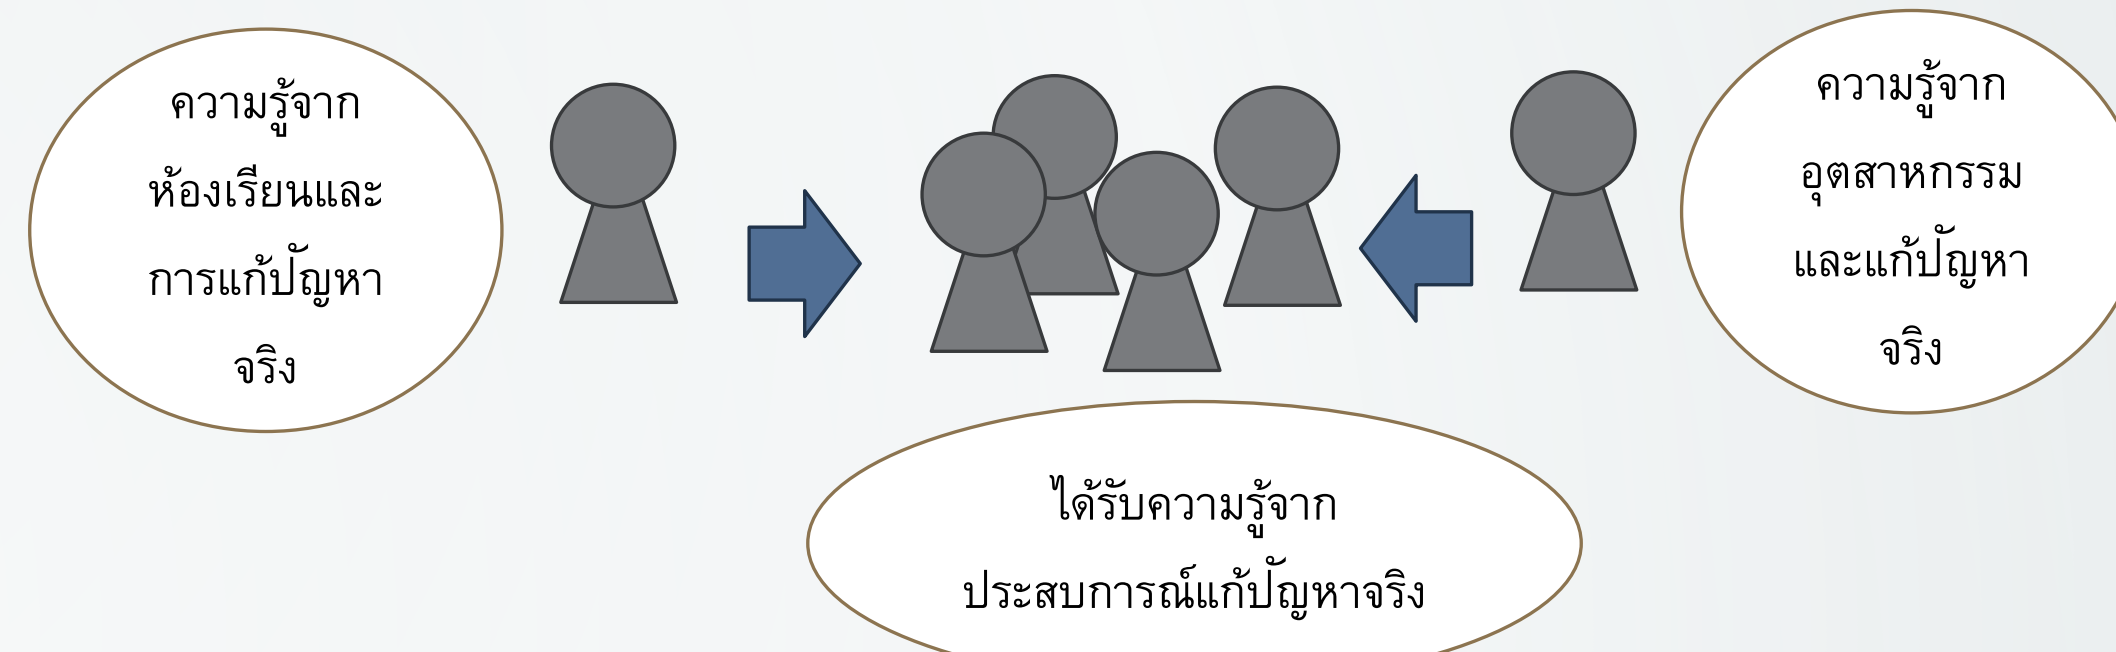 ความรู้จาก
ห้องเรียนและ
การแก้ปัญหา
จริง
ความรู้จาก
อุตสาหกรรม
และแก้ปัญหา
จริง
ได้รับความรู้จาก
ประสบการณ์แก้ปัญหาจริง